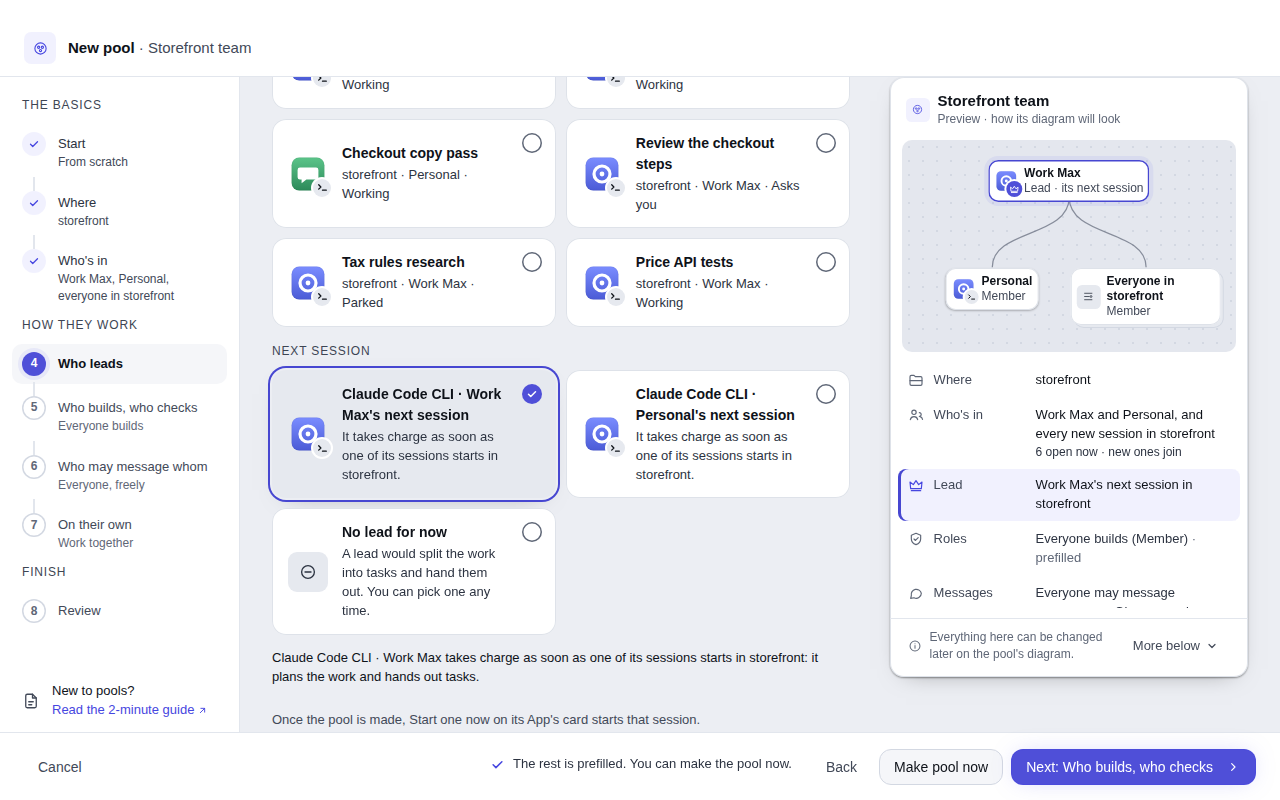 New pool · Storefront team
THE BASICS
Start
From scratch
Where
storefront
Who's in
Work Max, Personal,
everyone in storefront
HOW THEY WORK
4
Who leads
5
Who builds, who checks
Everyone builds
6
Who may message whom
Everyone, freely
7
On their own
Work together
FINISH
8
Review
New to pools?
Read the 2-minute guide
Working
Working
Checkout copy pass
storefront · Personal ·
Working
Review the checkout
steps
storefront · Work Max · Asks
you
Tax rules research
storefront · Work Max ·
Parked
Price API tests
storefront · Work Max ·
Working
NEXT SESSION
Claude Code CLI · Work
Max's next session
It takes charge as soon as
one of its sessions starts in
storefront.
Claude Code CLI ·
Personal's next session
It takes charge as soon as
one of its sessions starts in
storefront.
No lead for now
A lead would split the work
into tasks and hand them
out. You can pick one any
time.
Claude Code CLI · Work Max takes charge as soon as one of its sessions starts in storefront: it
plans the work and hands out tasks.
Once the pool is made, Start one now on its App's card starts that session.
Storefront team
Preview · how its diagram will look
Work Max
Lead · its next session
Personal
Member
Everyone in
storefront
Member
Where
storefront
Who's in
Work Max and Personal, and
every new session in storefront
6 open now · new ones join
Lead
Work Max's next session in
storefront
Roles
Everyone builds (Member) ·
prefilled
Messages
Everyone may message
Everything here can be changed
later on the pool's diagram.
More below
Cancel
The rest is prefilled. You can make the pool now.
Back
Make pool now
Next: Who builds, who checks